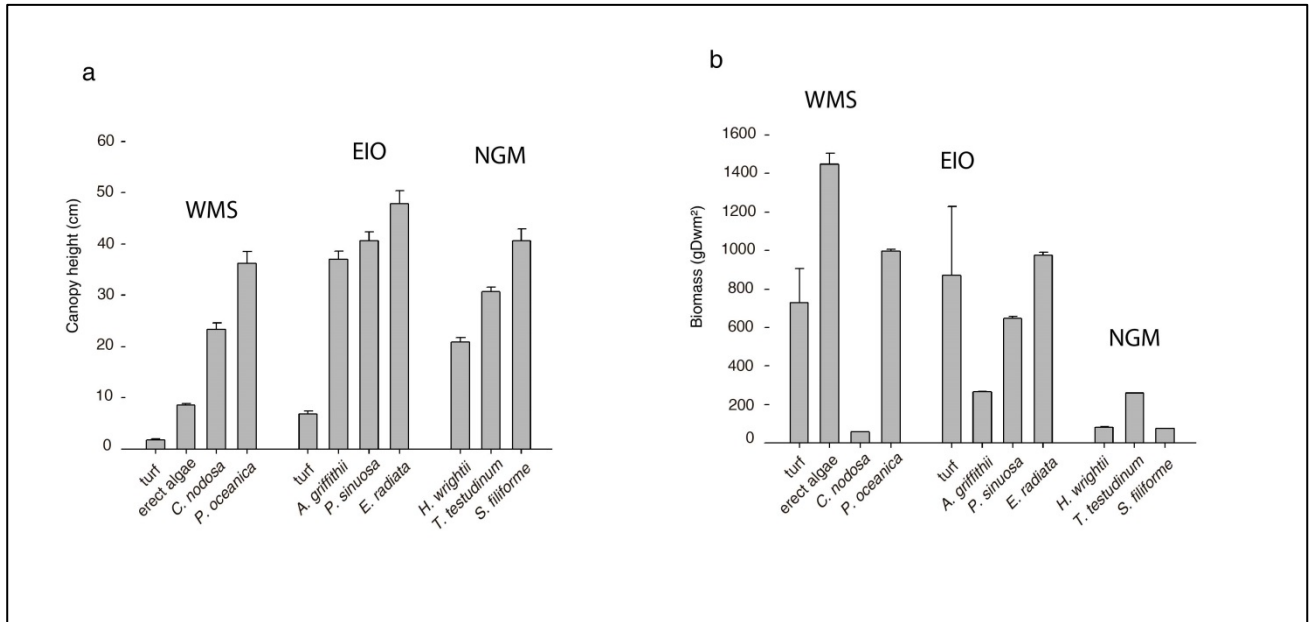 a
WMS
EIO
NGM
Canopy height (cm)
60
50
40
30
20
10
0
turf
erect algae
C. nodosa
P. oceanica
turf
A. griffithii
P. sinuosa
E. radiata
H. wrightii
T. testudinum
S. filiforme
b
WMS
EIO
NGM
Biomass (gDwm²)
1600
1400
1200
1000
800
600
400
200
0
turf
erect algae
C. nodosa
P. oceanica
turf
A. griffithii
P. sinuosa
E. radiata
H. wrightii
T. testudinum
S. filiforme